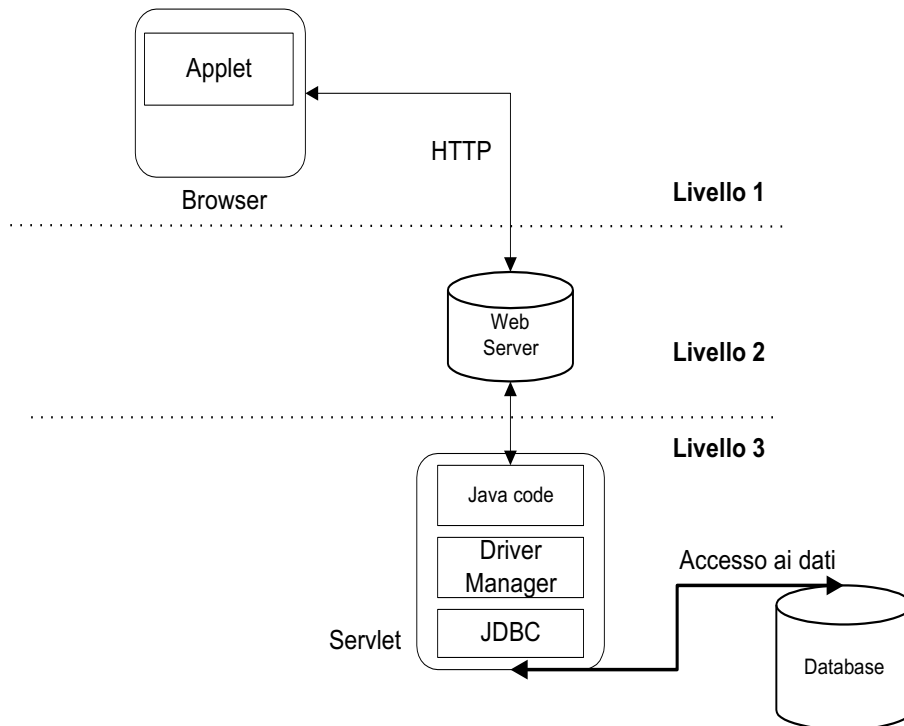 Applet
HTTP
Browser
Livello 1
Web
Server
Livello 2
Livello 3
Java code
Driver
Manager
Accesso ai dati
JDBC
Servlet
Database